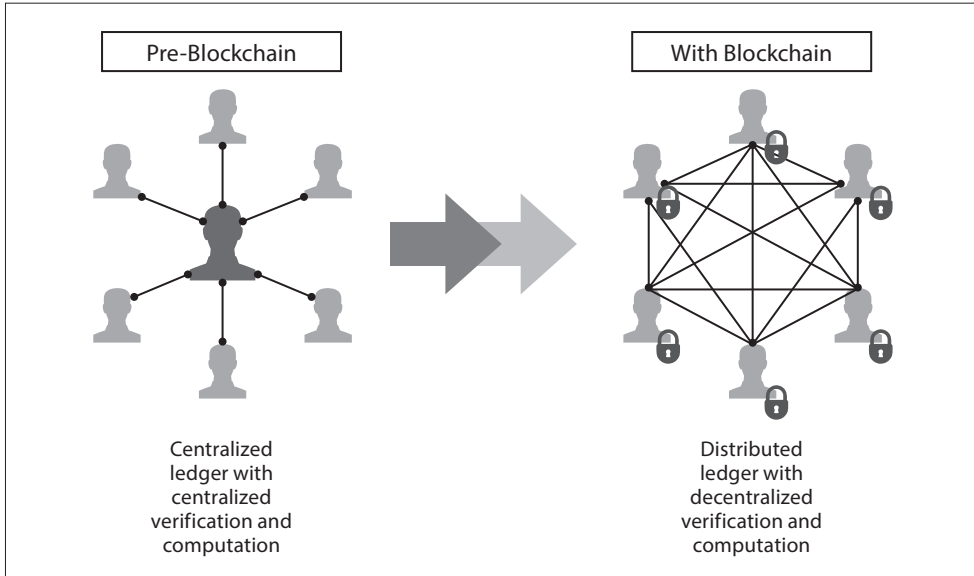 Pre-Blockchain
With Blockchain
Centralized
ledger with
centralized
verification and
computation
Distributed
ledger with
decentralized
verification and
computation